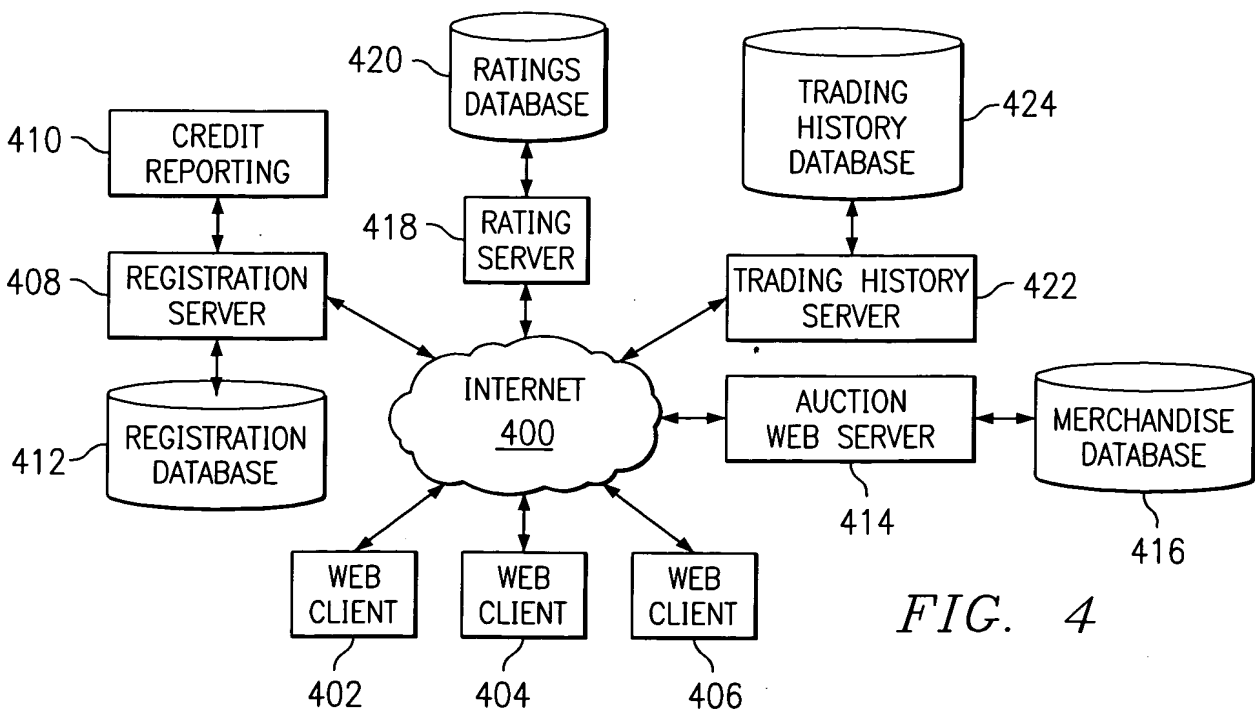 420
RATINGS
DATABASE
TRADING
HISTORY
DATABASE
424
410
CREDIT
REPORTING
418
RATING
SERVER
408
REGISTRATION
SERVER
TRADING HISTORY
SERVER
422
INTERNET
400
AUCTION
WEB SERVER
414
MERCHANDISE
DATABASE
416
412
REGISTRATION
DATABASE
WEB
CLIENT
402
WEB
CLIENT
404
WEB
CLIENT
406
FIG. 4